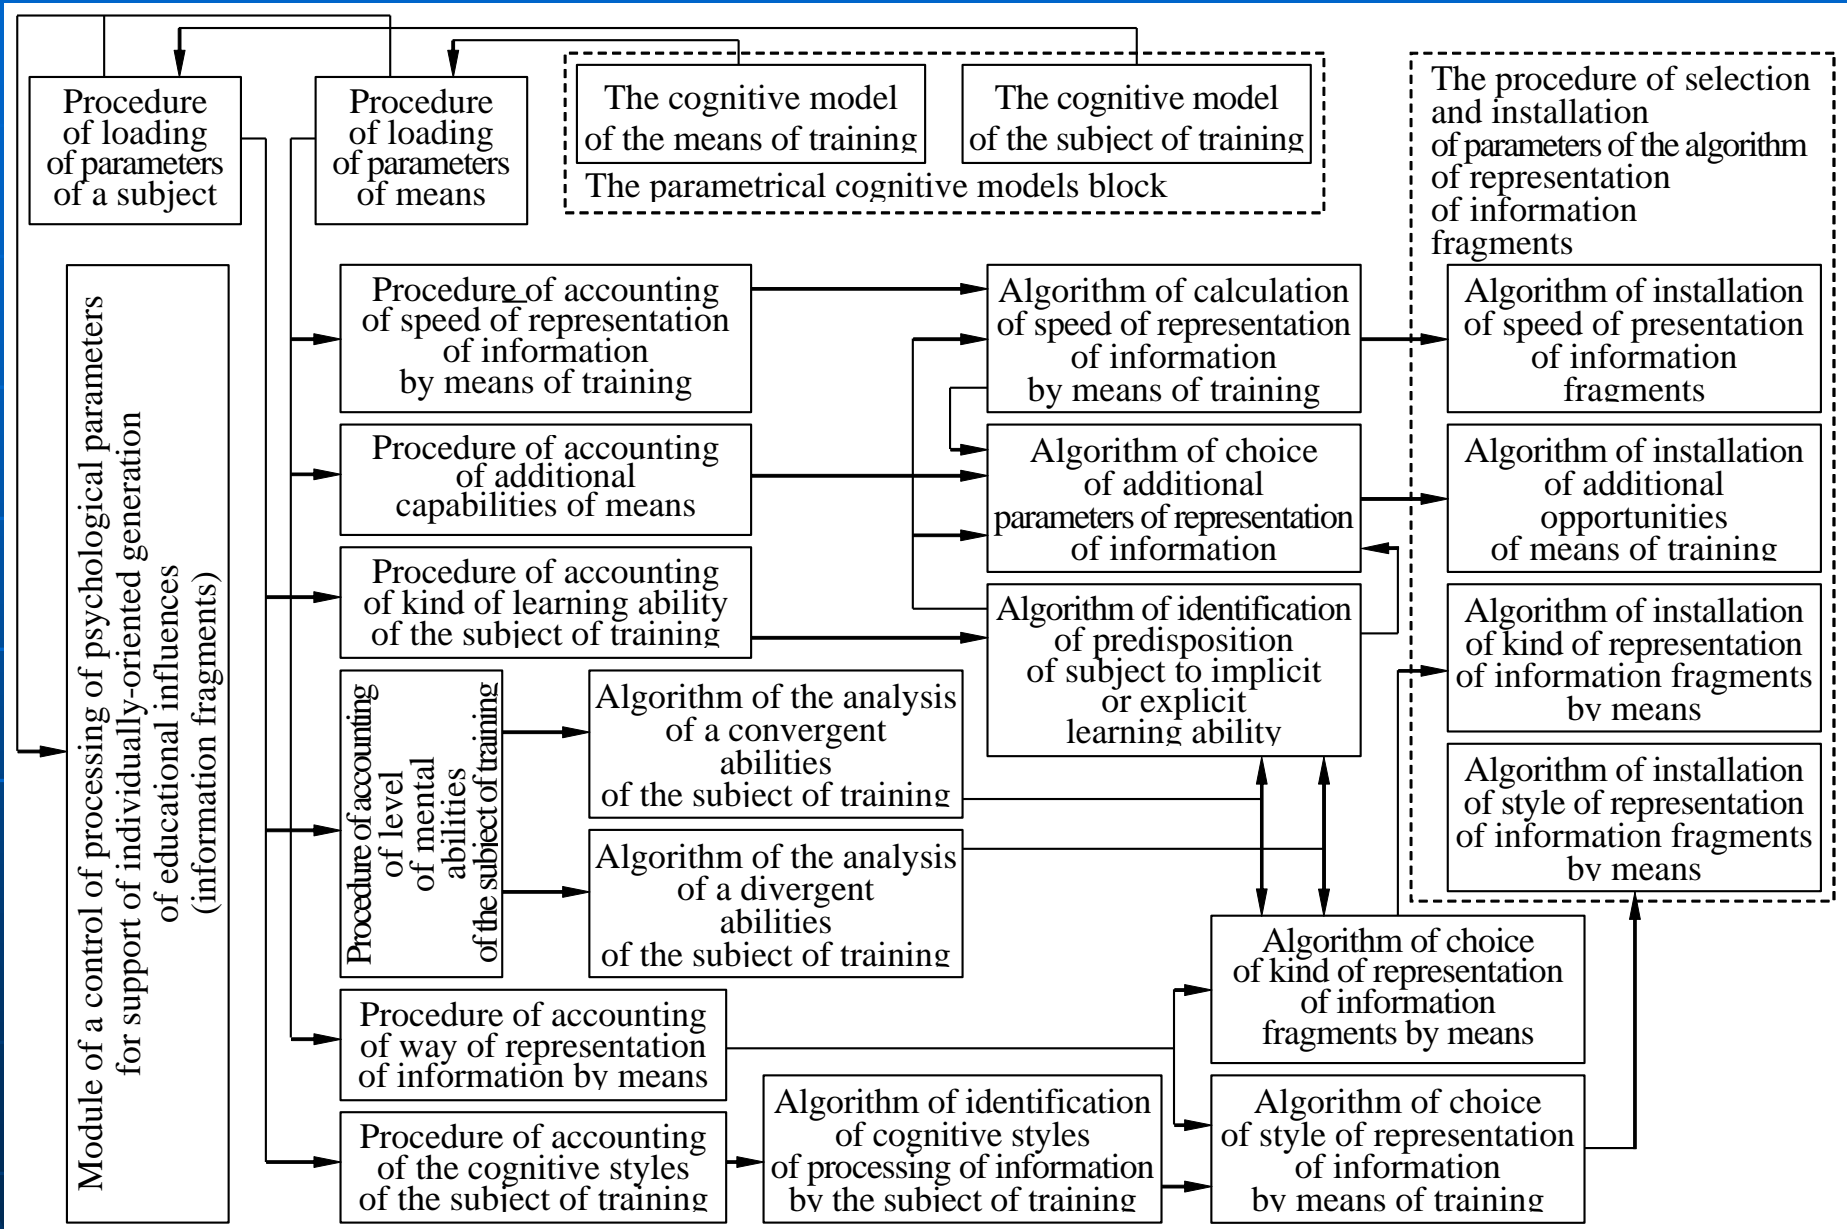 Procedure
of loading
of parameters
of a subject
Procedure
of loading
of parameters
of means
The cognitive model
of the means of training
The cognitive model
of the subject of training
The parametrical cognitive models block
The procedure of selection
and installation
of parameters of the algorithm
of representation
of information
fragments
Module of a control of processing of psychological parameters
for support of individually-oriented generation
of educational influences
(information fragments)
Procedure of accounting
of speed of representation
of information
by means of training
Algorithm of calculation
of speed of representation
of information
by means of training
Algorithm of installation
of speed of presentation
of information
fragments
Procedure of accounting
of additional
capabilities of means
Algorithm of choice
of additional
parameters of representation
of information
Algorithm of installation
of additional
opportunities
of means of training
Procedure of accounting
of kind of learning ability
of the subject of training
Algorithm of identification
of predisposition
of subject to implicit
or explicit
learning ability
Algorithm of installation
of kind of representation
of information fragments
by means
Procedure of accounting
of level
of mental
abilities
of the subject of training
Algorithm of the analysis
of a convergent
abilities
of the subject of training
Algorithm of installation
of style of representation
of information fragments
by means
Algorithm of the analysis
of a divergent
abilities
of the subject of training
Algorithm of choice
of kind of representation
of information
fragments by means
Procedure of accounting
of way of representation
of information by means
Procedure of accounting
of the cognitive styles
of the subject of training
Algorithm of identification
of cognitive styles
of processing of information
by the subject of training
Algorithm of choice
of style of representation
of information
by means of training